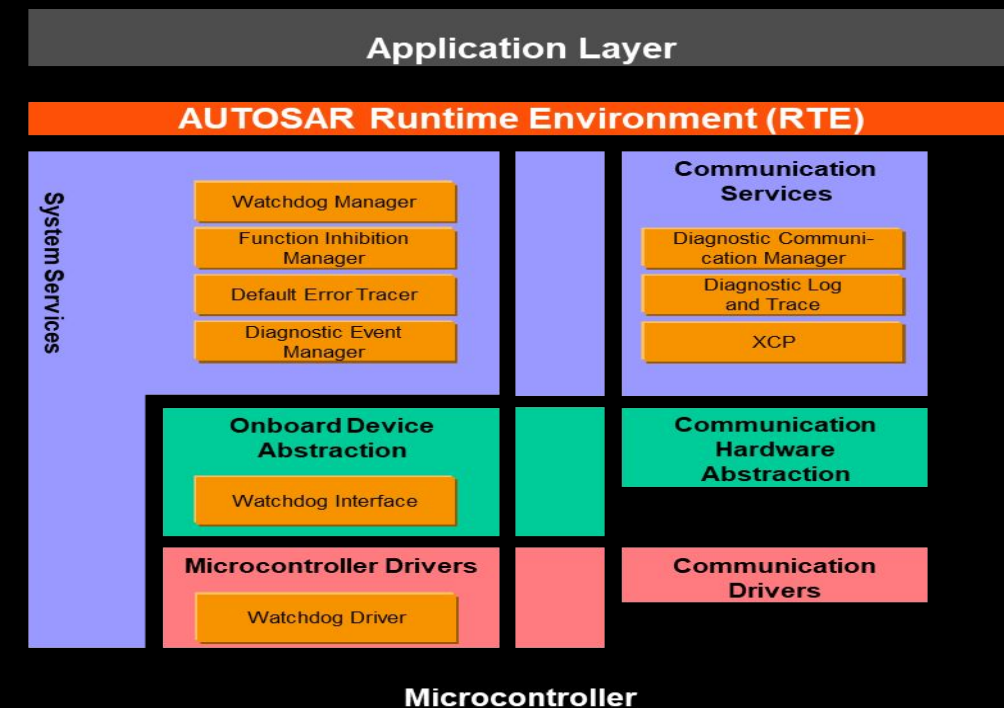 Application Layer
AUTOSAR Runtime Environment (RTE)
System Services
Watchdog Manager
Function Inhibition
Manager
Default Error Tracer
Diagnostic Event
Manager
Communication
Services
Diagnostic Communi-
cation Manager
Diagnostic Log
and Trace
XCP
Onboard Device
Abstraction
Watchdog Interface
Communication
Hardware
Abstraction
Microcontroller Drivers
Watchdog Driver
Communication
Drivers
Microcontroller